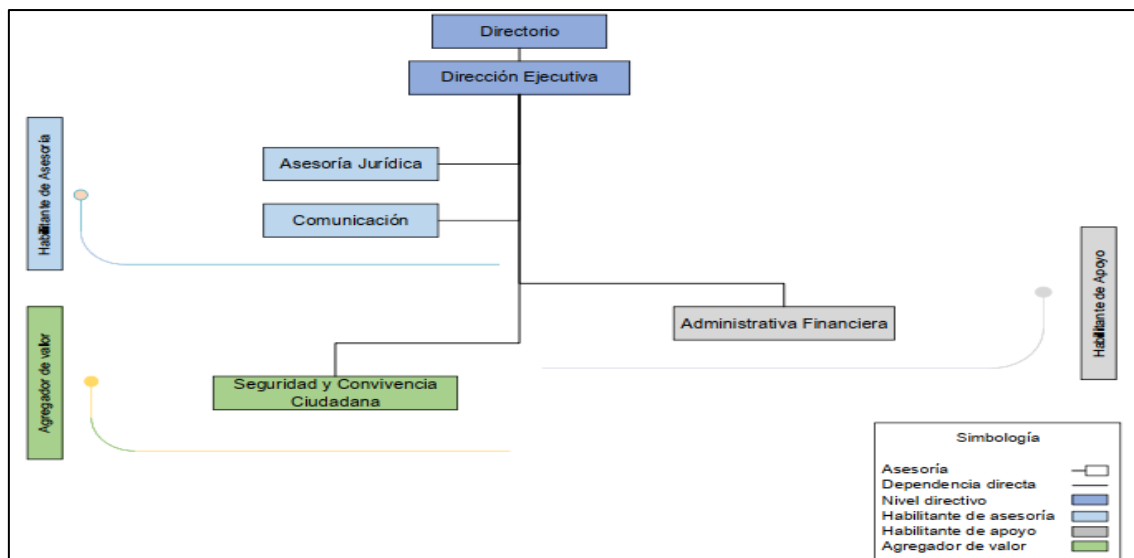 Directorio
Dirección Ejecutiva
Habilitante de Asesoría
Asesoría Jurídica
Comunicación
Habilitante de Apoyo
Administrativa Financiera
Agregador de valor
Seguridad y Convivencia
Ciudadana
Simbología
Asesoría
Dependencia directa
Nivel directivo
Habilitante de asesoría
Habilitante de apoyo
Agregador de valor